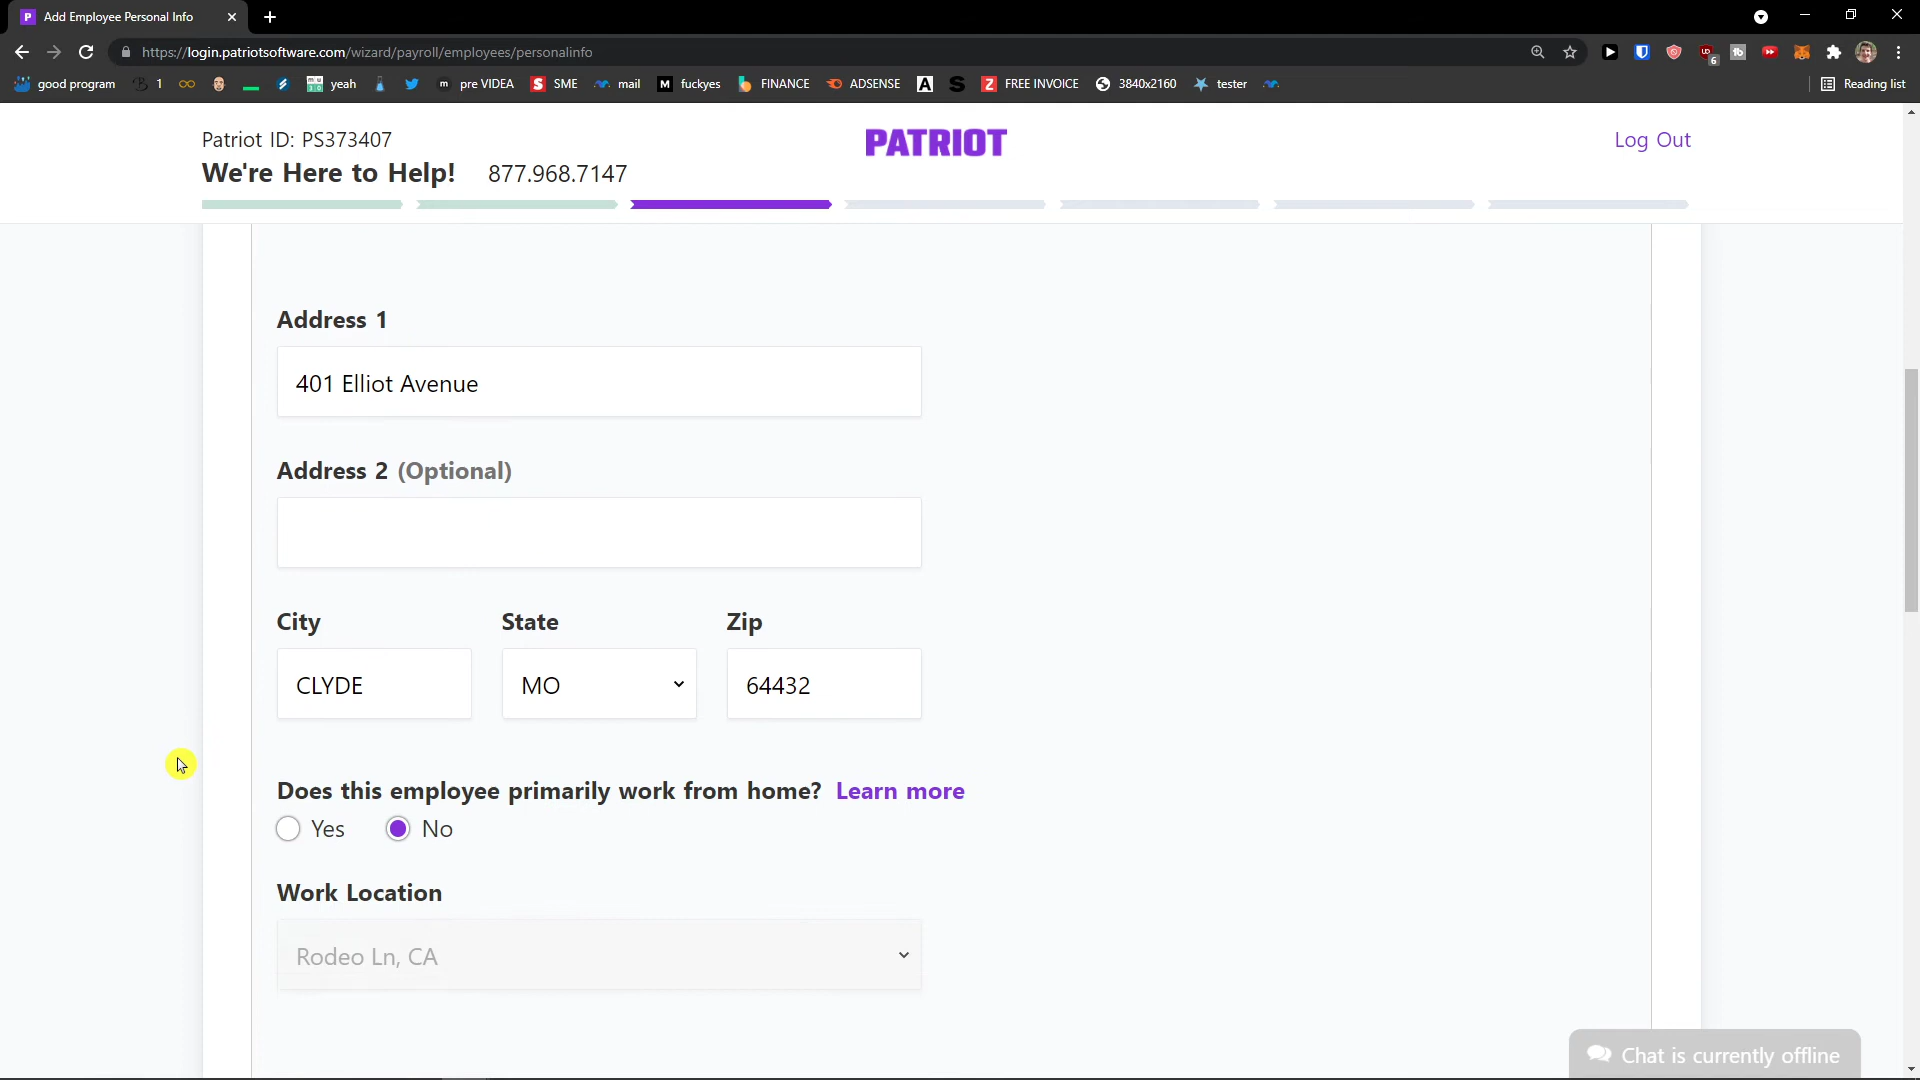 Add Employee Personal Info
https://login.patriotsoftware.com/wizard/payroll/employees/personalinfo
good program
1
yeah
pre VIDEA
SME
mail
fuckyes
FINANCE
ADSENSE
FREE INVOICE
3840x2160
tester
Reading list
Patriot ID: PS373407
We're Here to Help! 877.968.7147
PATRIOT
Log Out
Address 1
401 Elliot Avenue
Address 2 (Optional)
City State Zip
CLYDE MO 64432
Does this employee primarily work from home? Learn more
Yes No
Work Location
Rodeo Ln, CA
Chat is currently offline